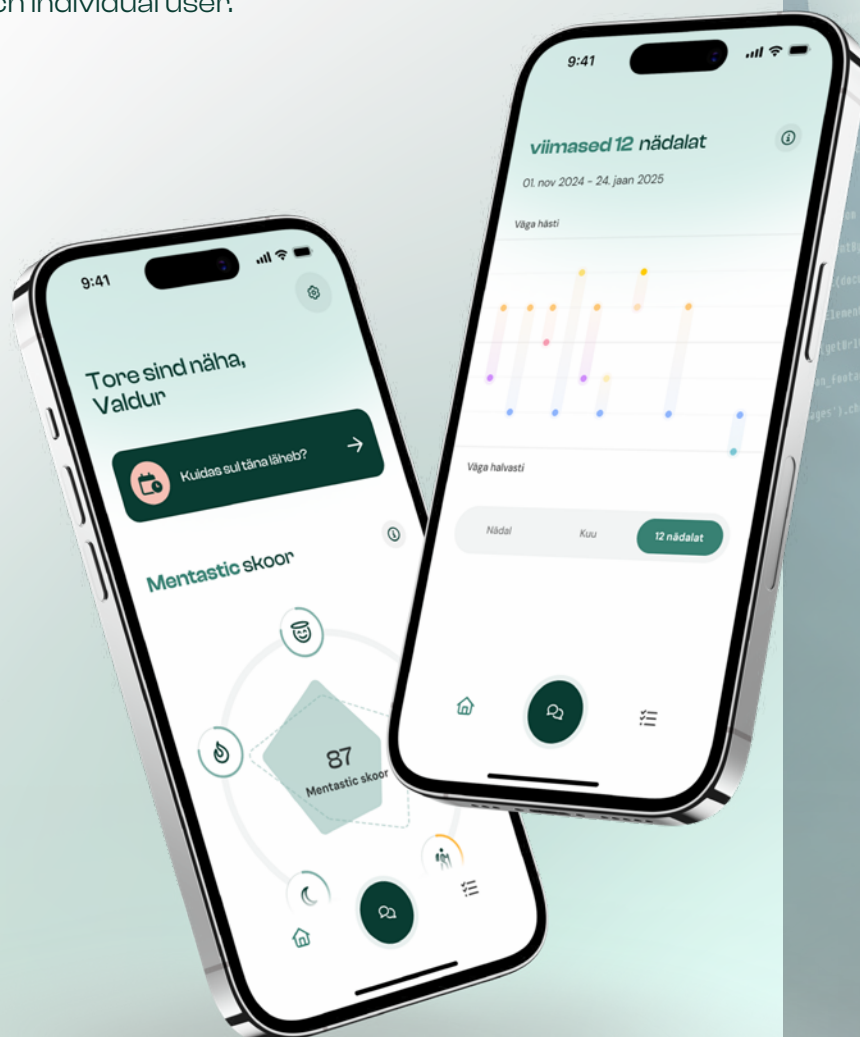 ch individual user.
9:41
viimased 12 nädalat
01. nov 2024 - 24. jaan 2025
Väga hästi
Väga halvasti
Nädal
Kuu
12 nädalat
9:41
Tore sind näha,
Valdur
Kuidas sul täna läheb?
Mentastic skoor
87
Mentastic skoor